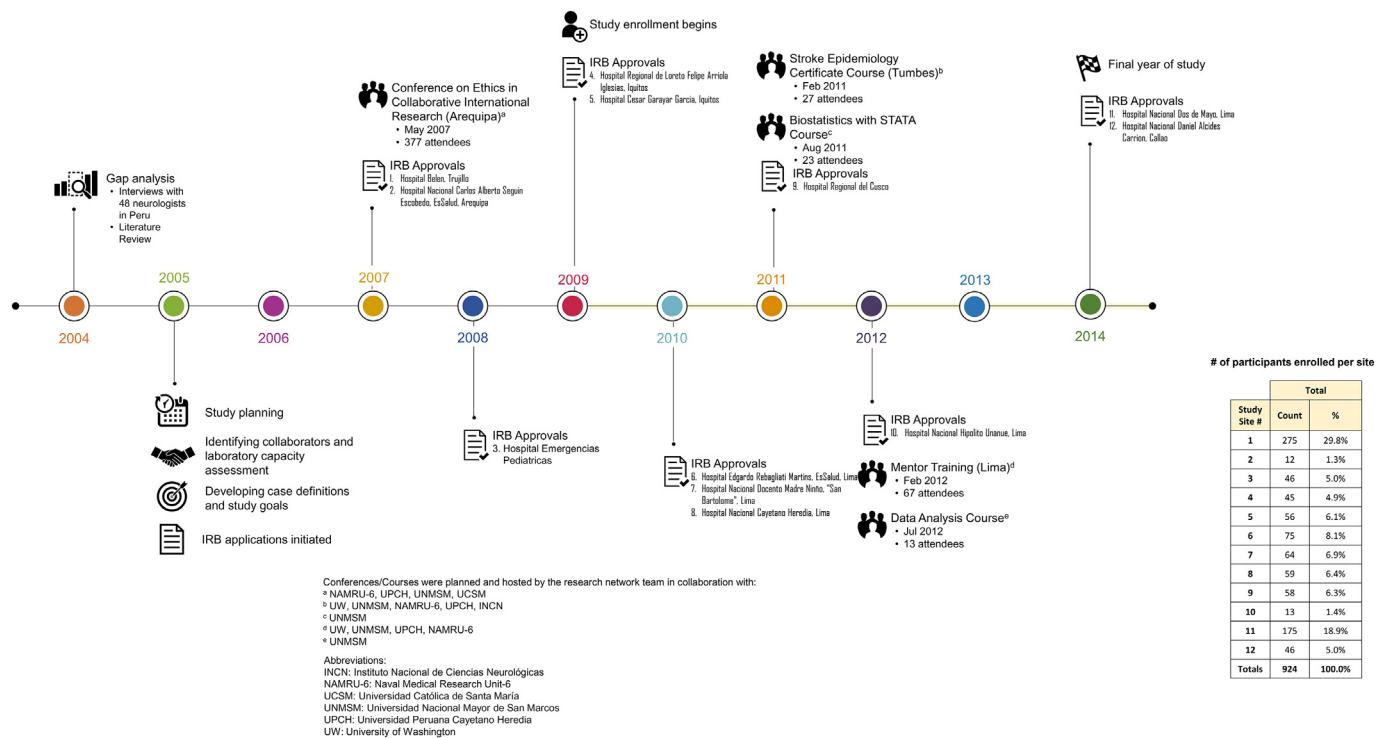 Study enrollment begins
IRB Approvals
4. Hospital Regional de Loreto Felipe Arriola
Iglesias, Iquitos
5. Hospital Cesar Garayar Garcia, Iquitos
Stroke Epidemiology
Certificate Course (Tumbes)b
• Feb 2011
• 27 attendees
Biostatistics with STATA
Coursec
• Aug 2011
• 23 attendees
IRB Approvals
9. Hospital Regional del Cusco
Final year of study
IRB Approvals
11. Hospital Nacional Dos de Mayo, Lima
12. Hospital Nacional Daniel Alcides
Carrion, Callao
Conference on Ethics in
Collaborative International
Research (Arequipa)a
• May 2007
• 377 attendees
IRB Approvals
1. Hospital Belen, Trujillo
2. Hospital Nacional Carlos Alberto Seguin
Escobedo, EsSalud, Arequipa
Gap analysis
• Interviews with
48 neurologists
in Peru
• Literature
Review
2005
2007
2009
2011
2013
2004
2006
2008
2010
2012
2014
Study planning
Identifying collaborators and
laboratory capacity
assessment
Developing case definitions
and study goals
IRB applications initiated
IRB Approvals
3. Hospital Emergencias
Pediatricas
IRB Approvals
6. Hospital Edgardo Rebagliati Martins, EsSalud, Lima
7. Hospital Nacional Docento Madre Ninño, "San
Bartolome", Lima
8. Hospital Nacional Cayetano Heredia, Lima
IRB Approvals
10. Hospital Nacional Hipolito Unanue, Lima
Mentor Training (Lima)d
• Feb 2012
• 67 attendees
Data Analysis Coursee
• Jul 2012
• 13 attendees
# of participants enrolled per site
Total
Study
Site # Count %
1 275 29.8%
2 12 1.3%
3 46 5.0%
4 45 4.9%
5 56 6.1%
6 75 8.1%
7 64 6.9%
8 59 6.4%
9 58 6.3%
10 13 1.4%
11 175 18.9%
12 46 5.0%
Totals 924 100.0%
Conferences/Courses were planned and hosted by the research network team in collaboration with:
a NAMRU-6, UPCH, UNMSM, UCSM
b UW, UNMSM, NAMRU-6, UPCH, INCN
c UNMSM
d UW, UNMSM, UPCH, NAMRU-6
e UNMSM
Abbreviations:
INCN: Instituto Nacional de Ciencias Neurológicas
NAMRU-6: Naval Medical Research Unit-6
UCSM: Universidad Católica de Santa María
UNMSM: Universidad Nacional Mayor de San Marcos
UPCH: Universidad Peruana Cayetano Heredia
UW: University of Washington